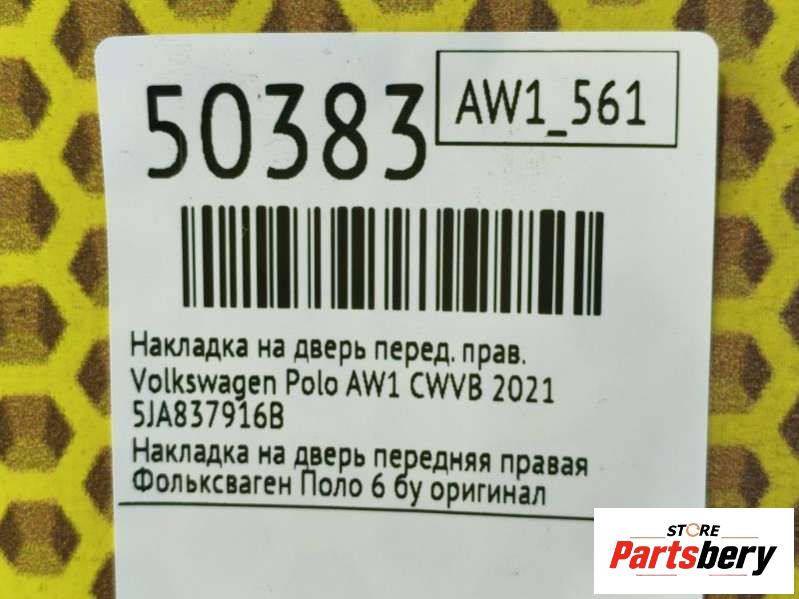 50383
AW1_561
Накладка на дверь перед. прав.
Volkswagen Polo AW1 CWVB 2021
5JA837916B
Накладка на дверь передняя правая
Фольксваген Поло 6 бу оригинал
STORE
Partsbery